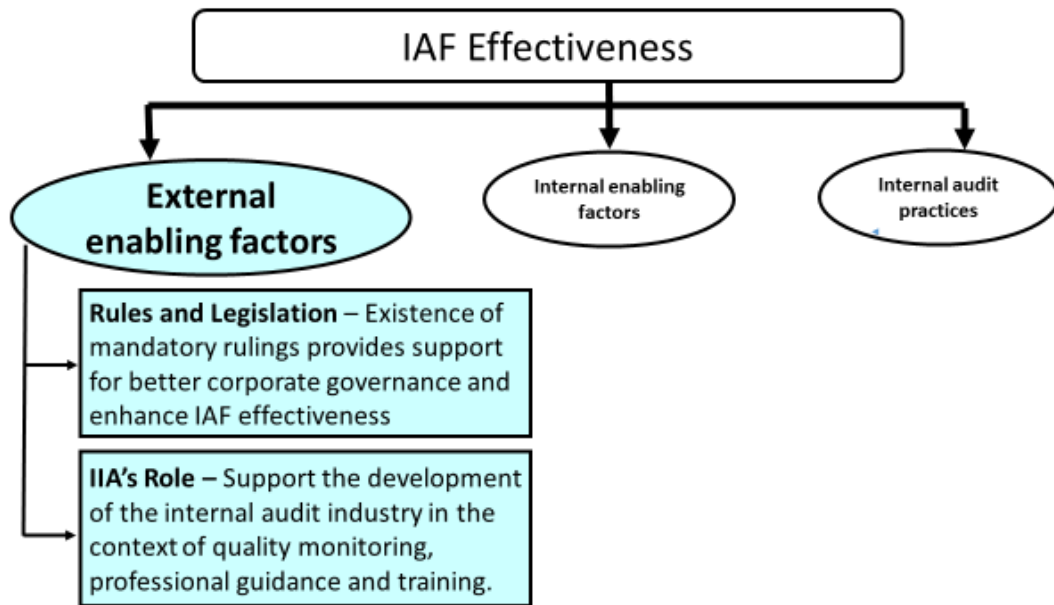 IAF Effectiveness
External
enabling factors
Internal enabling
factors
Internal audit
practices
Rules and Legislation – Existence of
mandatory rulings provides support
for better corporate governance and
enhance IAF effectiveness
IIA's Role – Support the development
of the internal audit industry in the
context of quality monitoring,
professional guidance and training.